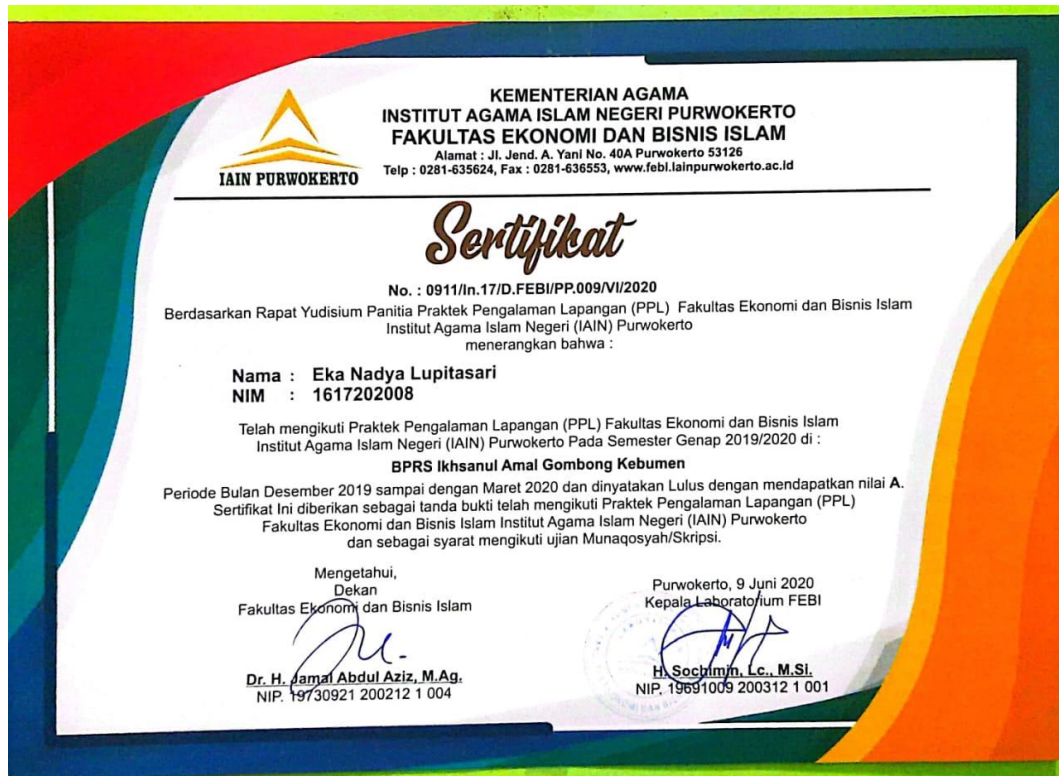 KEMENTERIAN AGAMA
INSTITUT AGAMA ISLAM NEGERI PURWOKERTO
FAKULTAS EKONOMI DAN BISNIS ISLAM
Alamat : Jl. Jend. A. Yani No. 40A Purwokerto 53126
Telp : 0281-635624, Fax : 0281-636553, www.febi.iainpurwokerto.ac.id
IAIN PURWOKERTO
Sertifikat
No. : 0911/In.17/D.FEBI/PP.009/VI/2020
Berdasarkan Rapat Yudisium Panitia Praktek Pengalaman Lapangan (PPL) Fakultas Ekonomi dan Bisnis Islam
Institut Agama Islam Negeri (IAIN) Purwokerto
menerangkan bahwa :
Nama : Eka Nadya Lupitasari
NIM : 1617202008
Telah mengikuti Praktek Pengalaman Lapangan (PPL) Fakultas Ekonomi dan Bisnis Islam
Institut Agama Islam Negeri (IAIN) Purwokerto Pada Semester Genap 2019/2020 di :
BPRS Ikhsanul Amal Gombong Kebumen
Periode Bulan Desember 2019 sampai dengan Maret 2020 dan dinyatakan Lulus dengan mendapatkan nilai A.
Sertifikat Ini diberikan sebagai tanda bukti telah mengikuti Praktek Pengalaman Lapangan (PPL)
Fakultas Ekonomi dan Bisnis Islam Institut Agama Islam Negeri (IAIN) Purwokerto
dan sebagai syarat mengikuti ujian Munaqosyah/Skripsi.
Mengetahui,
Dekan
Fakultas Ekonomi dan Bisnis Islam
Dr. H. Jamal Abdul Aziz, M.Ag.
NIP. 19730921 200212 1 004
Purwokerto, 9 Juni 2020
Kepala Laboratorium FEBI
H. Sochimin, Lc., M.Si.
NIP. 19691009 200312 1 001